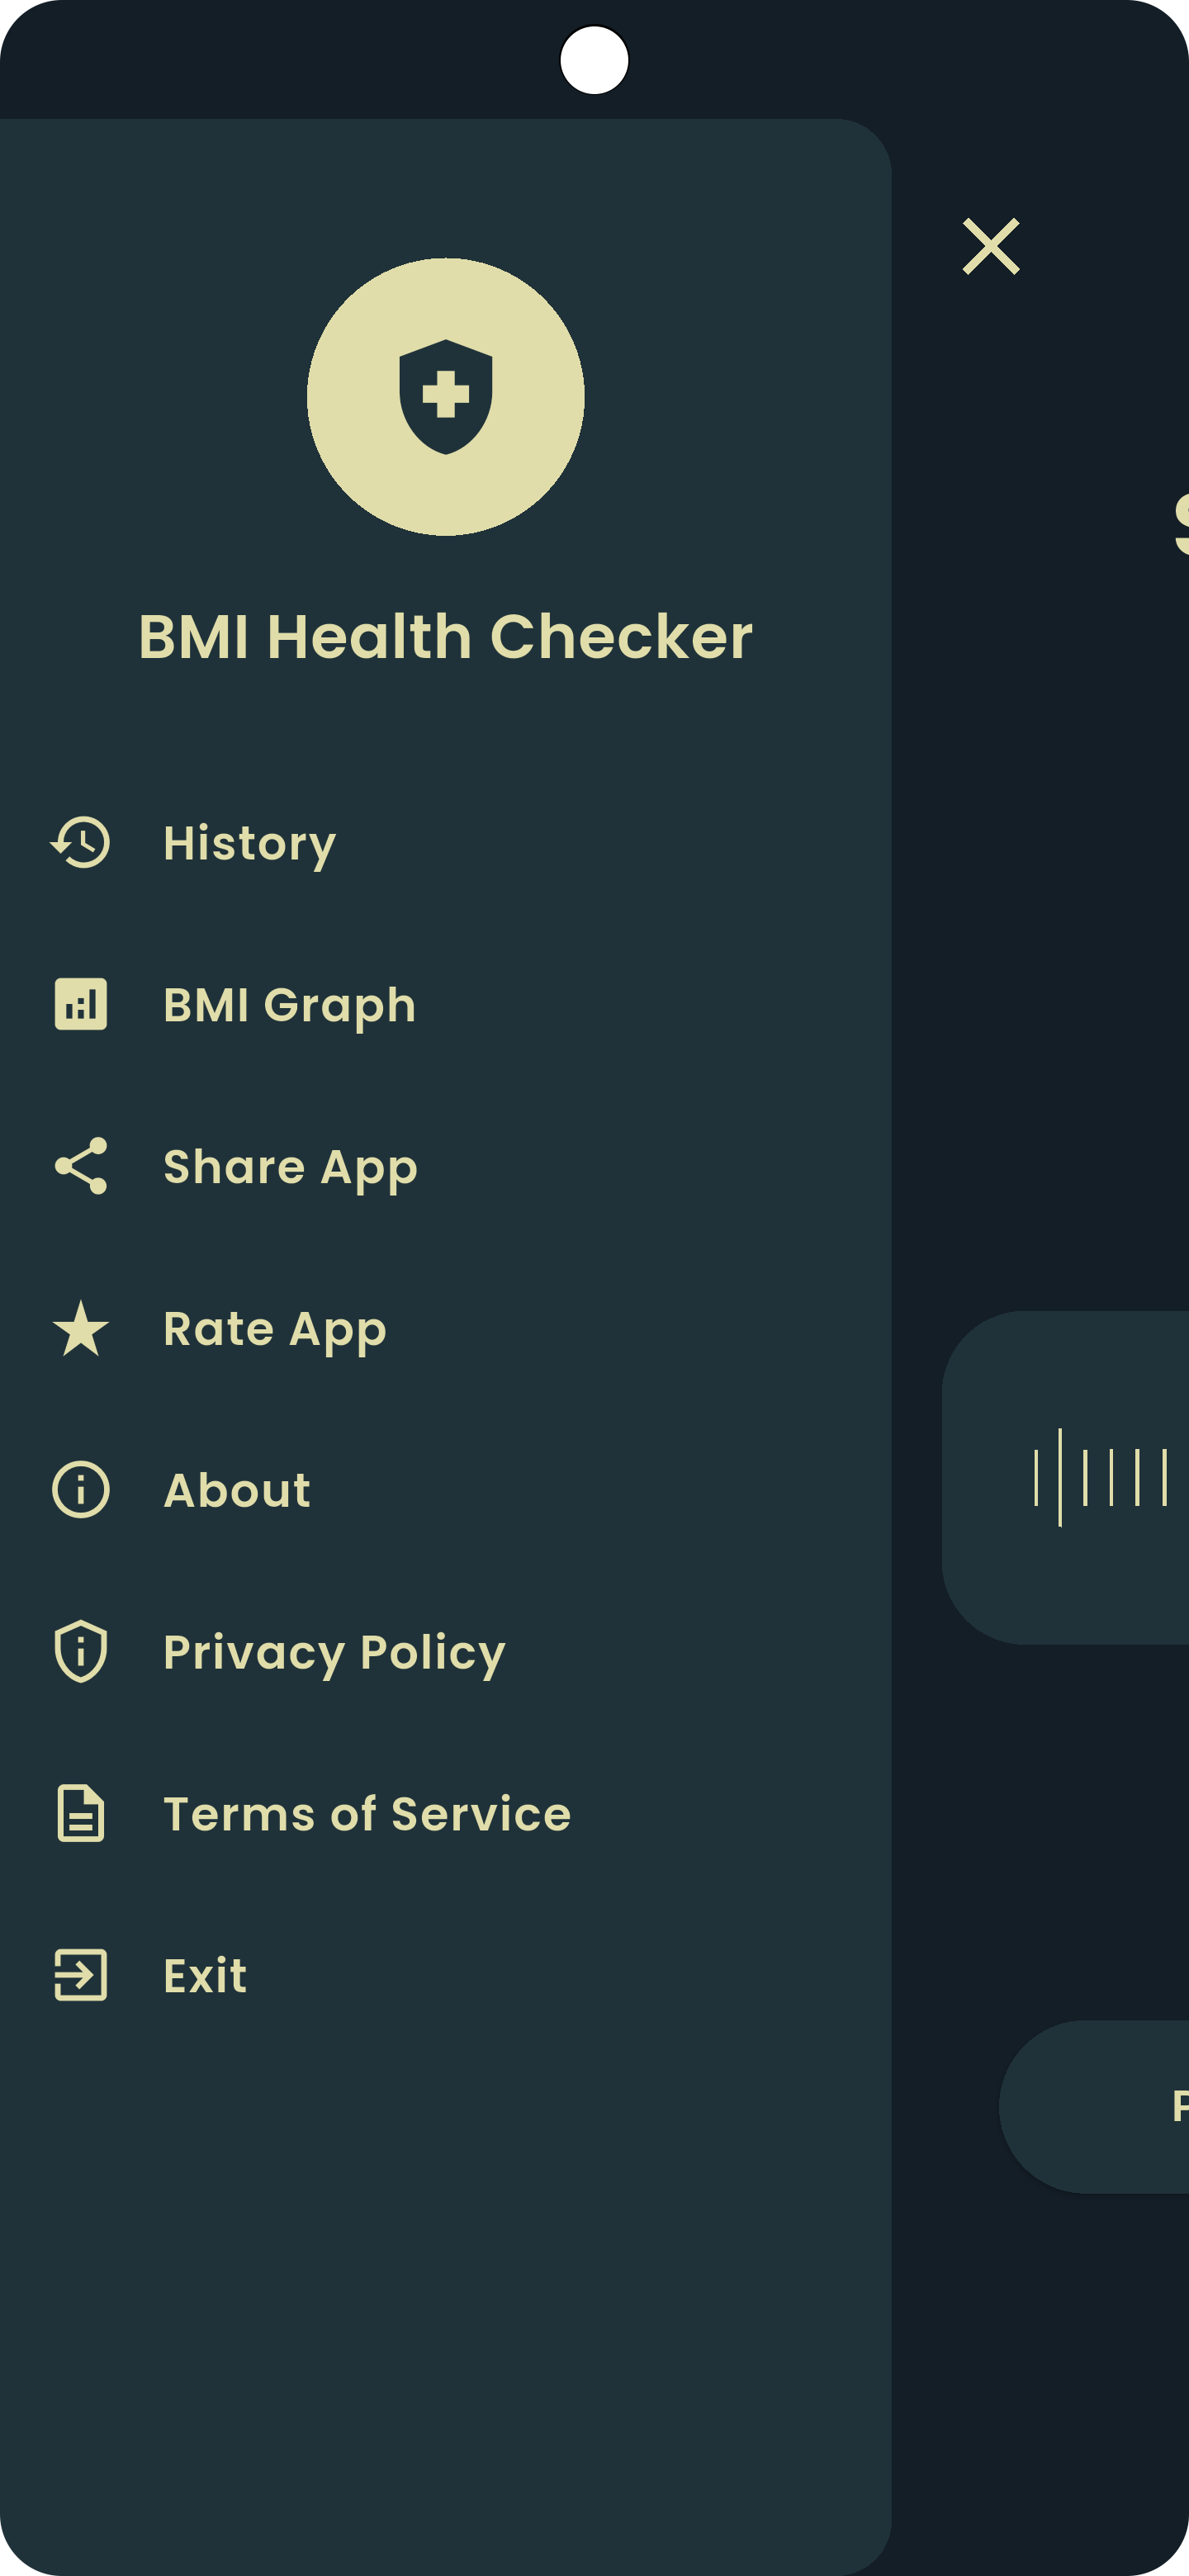 BMI Health Checker
History
BMI Graph
Share App
Rate App
About
Privacy Policy
Terms of Service
Exit